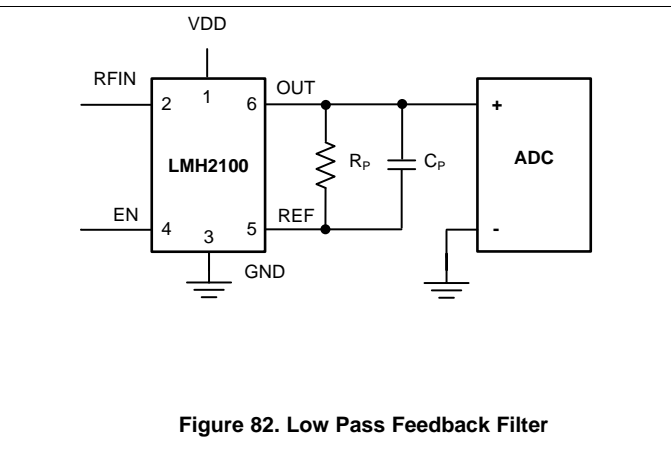 VDD
RFIN
OUT
2
1
6
+
LMH2100
RP
CP
ADC
EN
REF
4
3
5
-
GND
Figure 82. Low Pass Feedback Filter